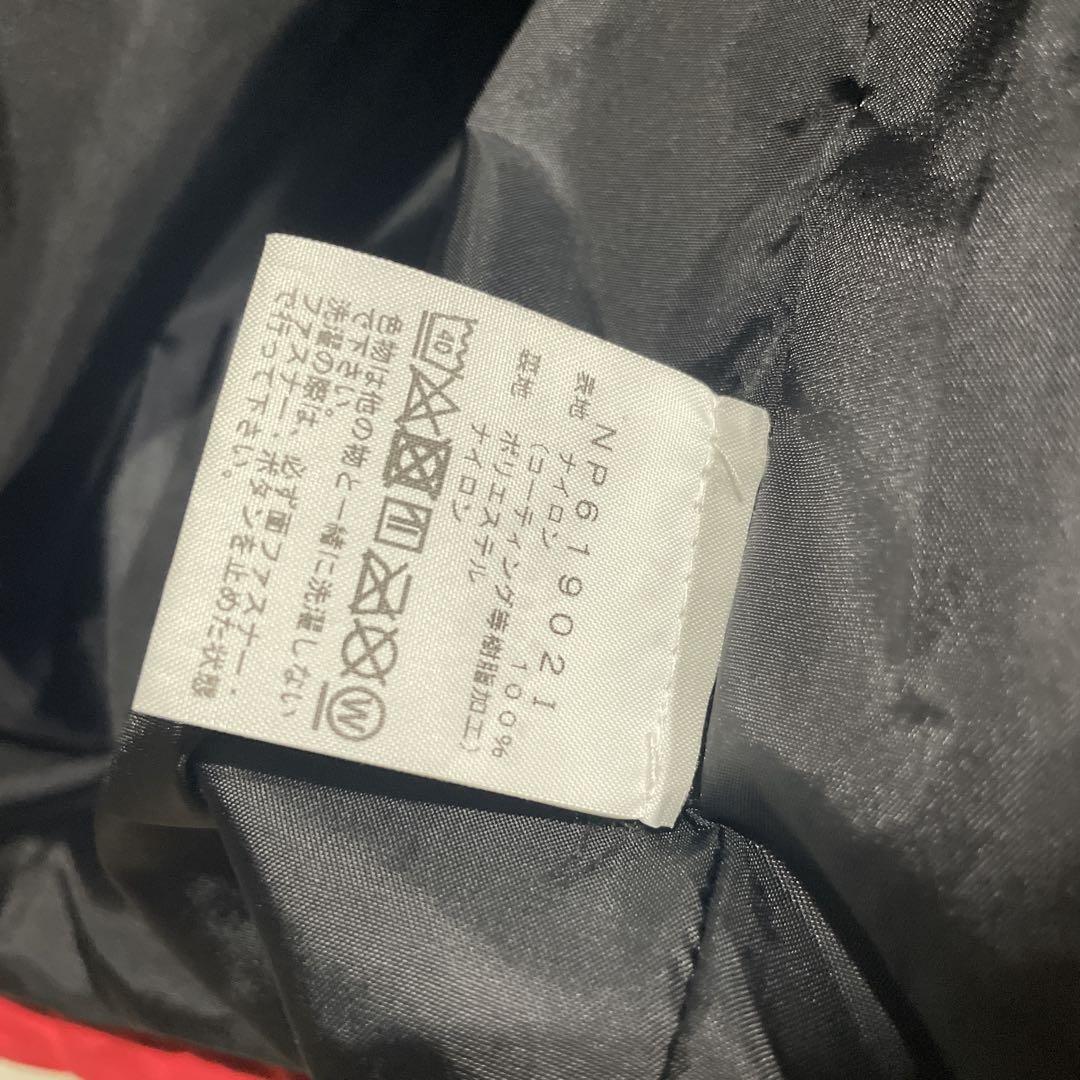 NP61902I
表地 ナイロン 100%
(コーティング等樹脂加工)
裏地 ポリエステル
ナイロン
40
W
色物は他の物と一緒に洗濯しない
で下さい。
洗濯の際は、必ず面ファスナー・
ファスナー・ボタンを止めた状態
で行って下さい。